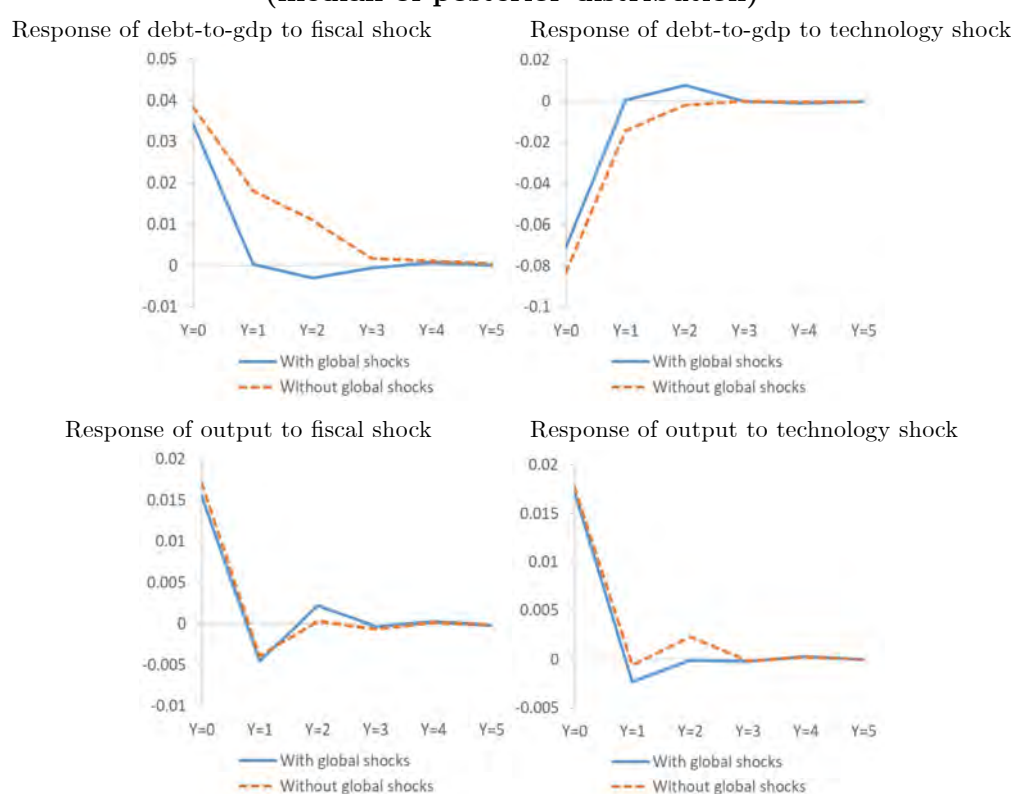 (median of posterior distribution)
Response of debt-to-gdp to fiscal shock
0.05
0.04
0.03
0.02
0.01
0
-0.01
Y=0 Y=1 Y=2 Y=3 Y=4 Y=5
With global shocks
Without global shocks
Response of debt-to-gdp to technology shock
0.02
0
-0.02
-0.04
-0.06
-0.08
-0.1
Y=0 Y=1 Y=2 Y=3 Y=4 Y=5
With global shocks
Without global shocks
Response of output to fiscal shock
0.02
0.015
0.01
0.005
0
-0.005
-0.01
Y=0 Y=1 Y=2 Y=3 Y=4 Y=5
With global shocks
Without global shocks
Response of output to technology shock
0.02
0.015
0.01
0.005
0
-0.005
Y=0 Y=1 Y=2 Y=3 Y=4 Y=5
With global shocks
Without global shocks